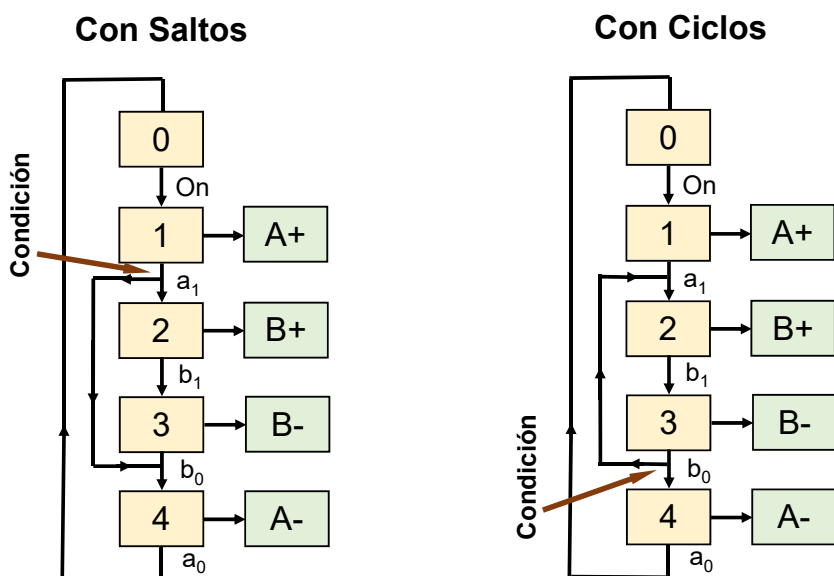 Con Saltos
0
On
Condición
1
A+
a₁
2
B+
b₁
3
B-
b₀
4
A-
a₀
Con Ciclos
0
On
1
A+
a₁
2
B+
b₁
3
B-
Condición
b₀
4
A-
a₀